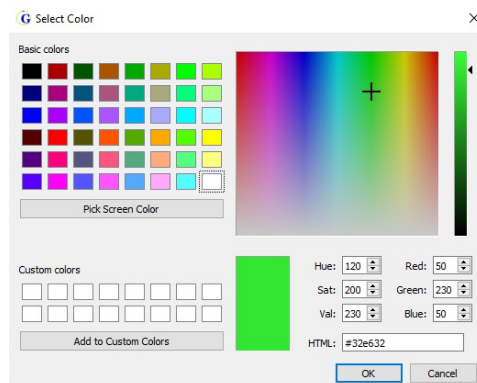 G Select Color
Basic colors
Pick Screen Color
Custom colors
Add to Custom Colors
Hue: 120 Red: 50
Sat: 200 Green: 230
Val: 230 Blue: 50
HTML: #32e632
OK Cancel